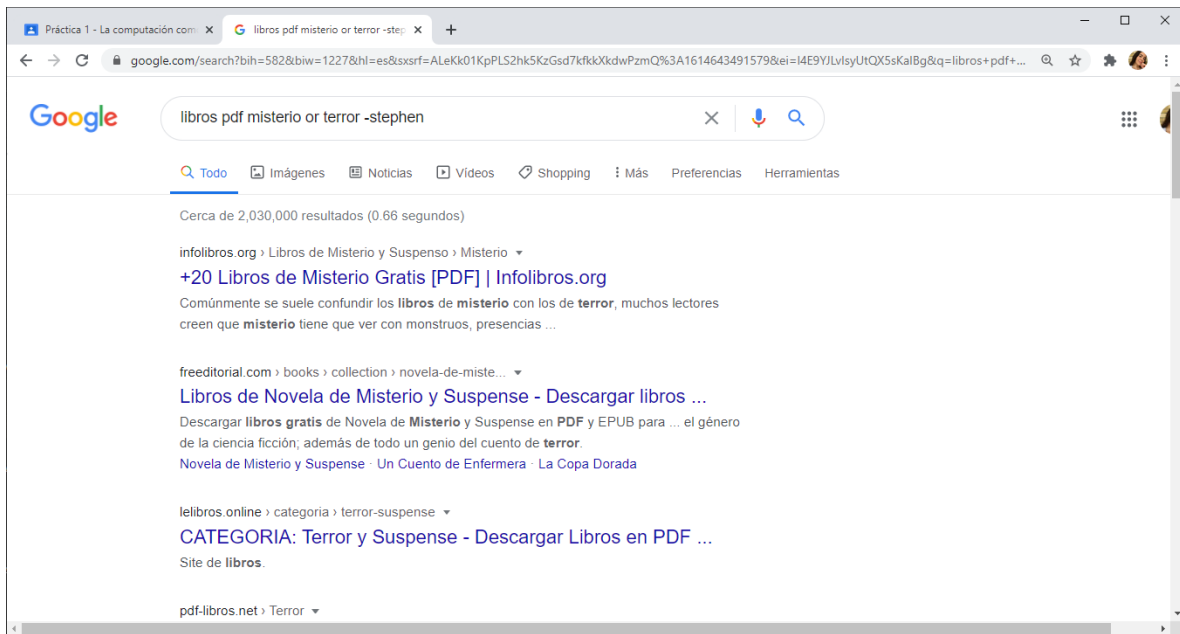 Práctica 1 - La computación com
libros pdf misterio or terror -step
google.com/search?bih=582&biw=1227&hl=es&sxsrf=ALeKk01KpPLS2hk5KzGsd7kfkkXkdwPzmQ%3A1614643491579&ei=I4E9YJLvIsyUtQX5sKaIBg&q=libros+pdf+...
Google
libros pdf misterio or terror -stephen
Todo Imágenes Noticias Vídeos Shopping Más Preferencias Herramientas
Cerca de 2,030,000 resultados (0.66 segundos)
infolibros.org › Libros de Misterio y Suspenso › Misterio
+20 Libros de Misterio Gratis [PDF] | Infolibros.org
Comúnmente se suele confundir los libros de misterio con los de terror, muchos lectores
creen que misterio tiene que ver con monstruos, presencias ...
freeditorial.com › books › collection › novela-de-miste...
Libros de Novela de Misterio y Suspense - Descargar libros ...
Descargar libros gratis de Novela de Misterio y Suspense en PDF y EPUB para ... el género
de la ciencia ficción; además de todo un genio del cuento de terror.
Novela de Misterio y Suspense · Un Cuento de Enfermera · La Copa Dorada
lelibros.online › categoria › terror-suspense
CATEGORIA: Terror y Suspense - Descargar Libros en PDF ...
Site de libros.
pdf-libros.net › Terror